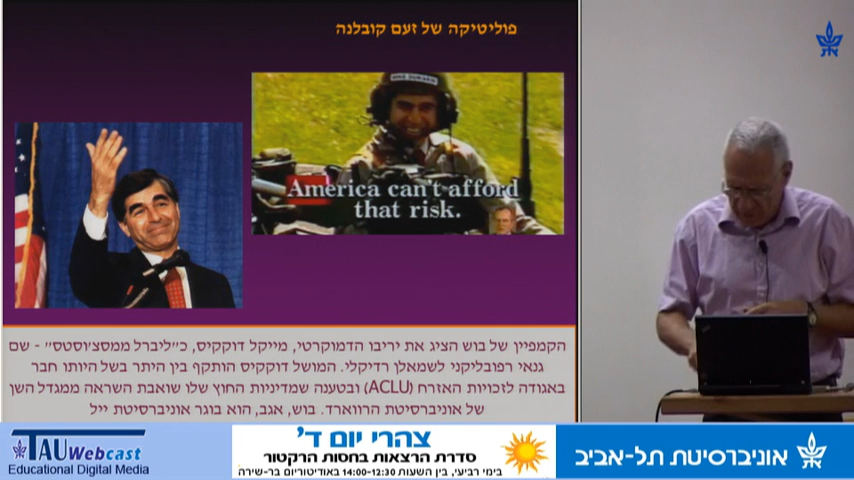 פוליטיקה של זעם קובלנה
MIKE DUKAKIS
America can't afford
that risk.
הקמפיין של בוש הציג את יריבו הדמוקרטי, מייקל דוקקיס, כ״ליברל ממסצ׳וסטס״ - שם
גנאי רפובליקני לשמאלן רדיקלי. המושל דוקקיס הותקף בין היתר בשל היותו חבר
באגודה לזכויות האזרח (ACLU) ובטענה שמדיניות החוץ שלו שואבת השראה ממגדל השן
של אוניברסיטת הרווארד. בוש, אגב, הוא בוגר אוניברסיטת ייל
TAU Webcast
Educational Digital Media
צהרי יום ד'
סדרת הרצאות בחסות הרקטור
בימי רביעי, בין השעות 14:00-12:30 באודיטוריום בר-שירה
אוניברסיטת תל-אביב